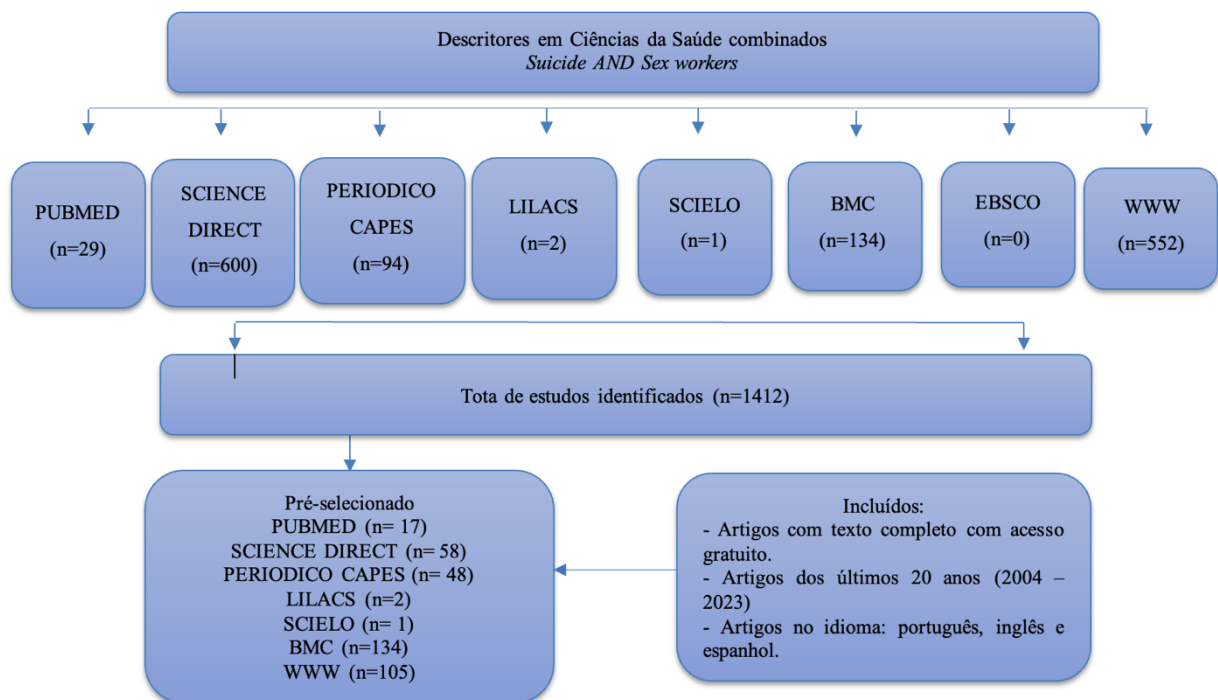 Descritores em Ciências da Saúde combinados
Suicide AND Sex workers
PUBMED
(n=29)
SCIENCE
DIRECT
(n=600)
PERIODICO
CAPES
(n=94)
LILACS
(n=2)
SCIELO
(n=1)
BMC
(n=134)
EBSCO
(n=0)
WWW
(n=552)
Tota de estudos identificados (n=1412)
Pré-selecionado
PUBMED (n= 17)
SCIENCE DIRECT (n= 58)
PERIODICO CAPES (n= 48)
LILACS (n=2)
SCIELO (n= 1)
BMC (n=134)
WWW (n=105)
Incluídos:
- Artigos com texto completo com acesso
gratuito.
- Artigos dos últimos 20 anos (2004 –
2023)
- Artigos no idioma: português, inglês e
espanhol.